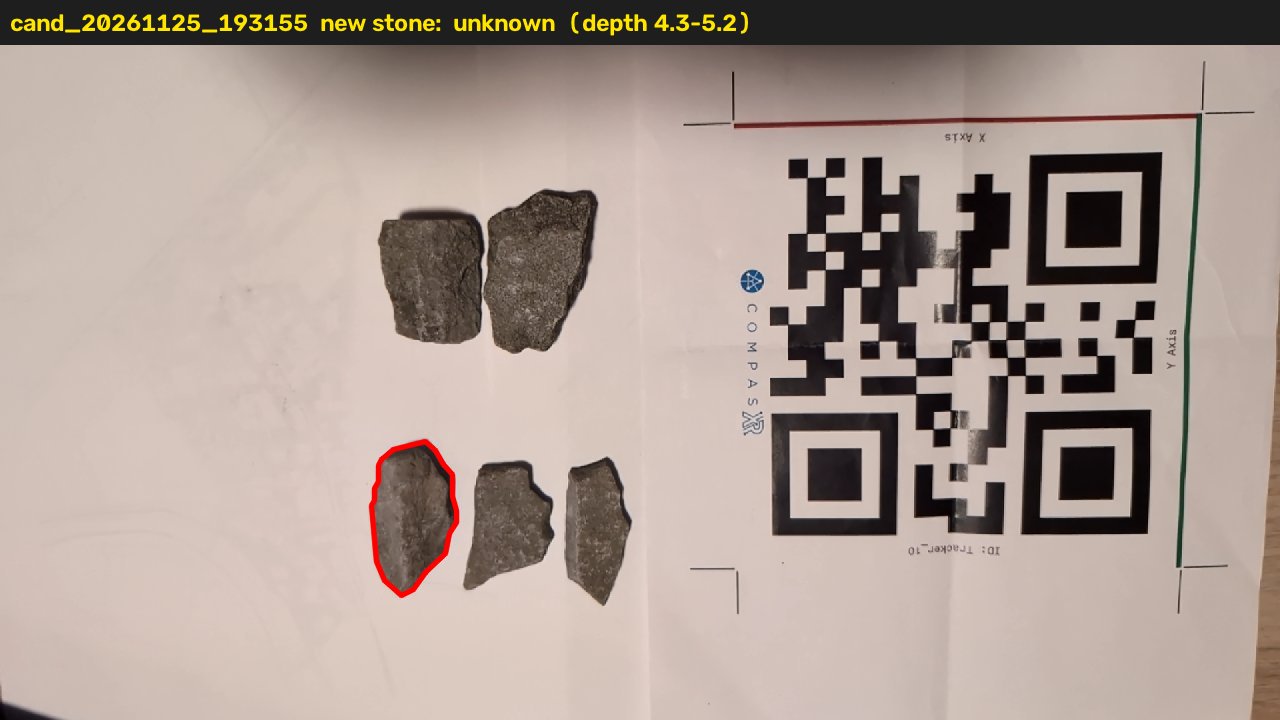 cand_20261125_193155 new stone: unknown (depth 4.3-5.2)
X Axis
Y Axis
COMPAS XR
ID: Tracker_10